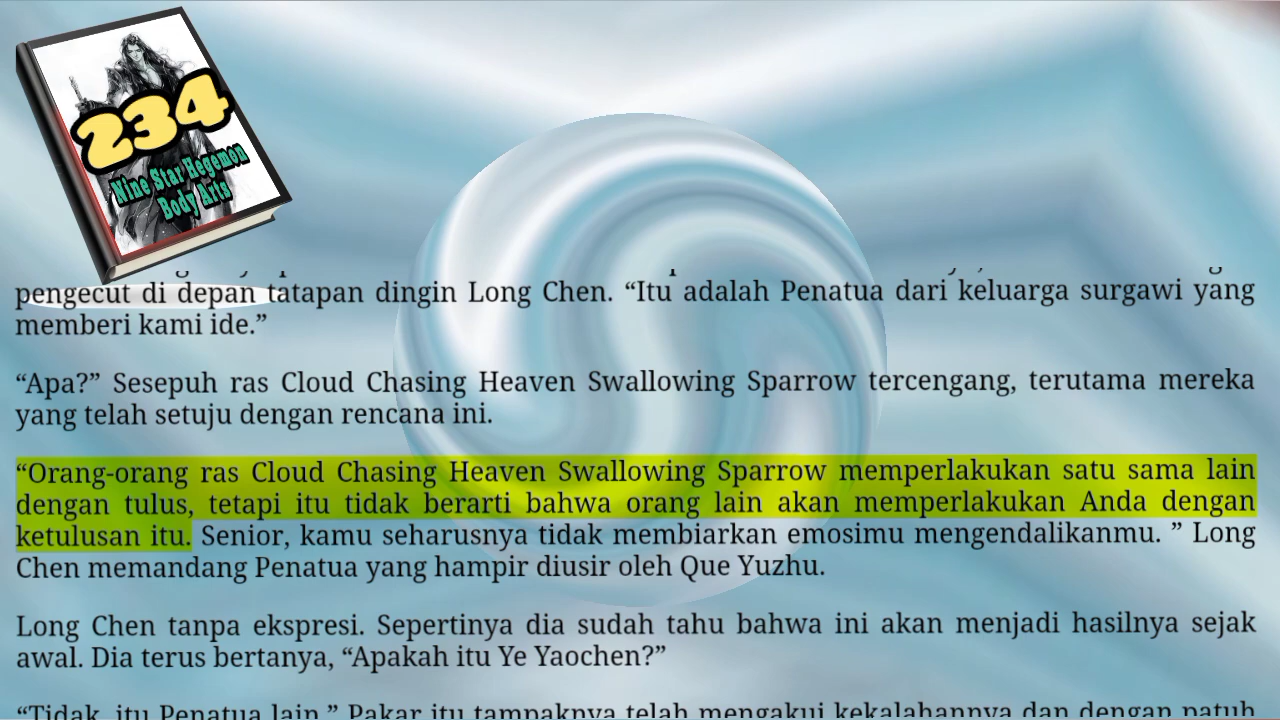 234
Nine Star Hegemon
Body Arts
pengecut di depan tatapan dingin Long Chen. “Itu adalah Penatua dari keluarga surgawi yang
memberi kami ide.”
“Apa?” Sesepuh ras Cloud Chasing Heaven Swallowing Sparrow tercengang, terutama mereka
yang telah setuju dengan rencana ini.
“Orang-orang ras Cloud Chasing Heaven Swallowing Sparrow memperlakukan satu sama lain
dengan tulus, tetapi itu tidak berarti bahwa orang lain akan memperlakukan Anda dengan
ketulusan itu. Senior, kamu seharusnya tidak membiarkan emosimu mengendalikanmu. ” Long
Chen memandang Penatua yang hampir diusir oleh Que Yuzhu.
Long Chen tanpa ekspresi. Sepertinya dia sudah tahu bahwa ini akan menjadi hasilnya sejak
awal. Dia terus bertanya, “Apakah itu Ye Yaochen?”
“Tidak, itu Penatua lain.” Pakar itu tampaknya telah mengakui kekalahannya dan dengan patuh